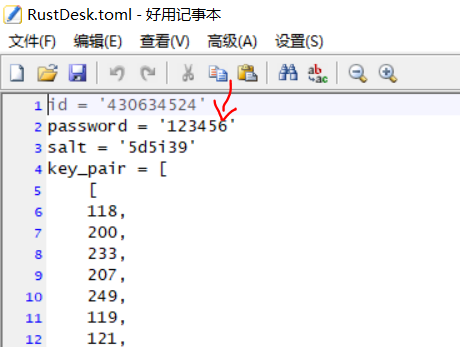 RustDesk.toml - 好用记事本
文件(F) 编辑(E) 查看(V) 高级(A) 设置(S)
ab
ac
1 id = '430634524'
2 password = '123456'
3 salt = '5d5i39'
4 key_pair = [
5 [
6 118,
7 200,
8 233,
9 207,
10 249,
11 119,
12 121,